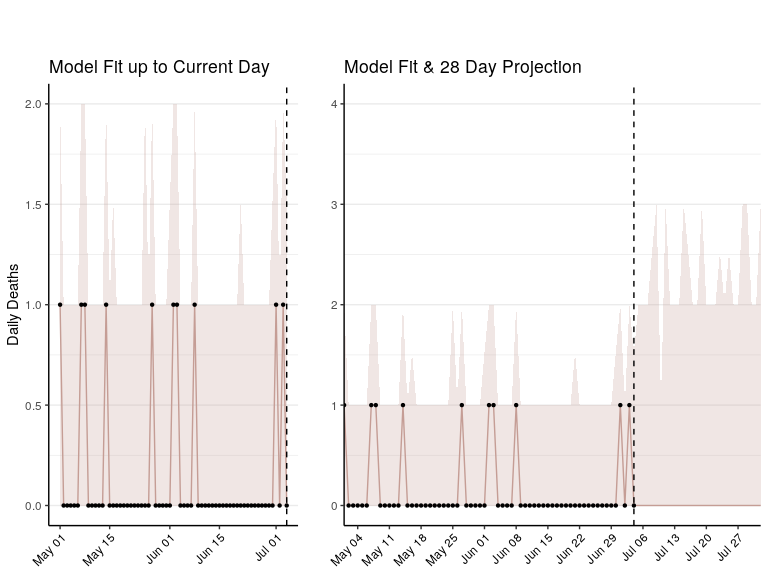 Model Fit up to Current Day
Model Fit & 28 Day Projection
Daily Deaths
2.0
1.5
1.0
0.5
0.0
May 01
May 15
Jun 01
Jun 15
Jul 01
4
3
2
1
0
May 04
May 11
May 18
May 25
Jun 01
Jun 08
Jun 15
Jun 22
Jun 29
Jul 06
Jul 13
Jul 20
Jul 27